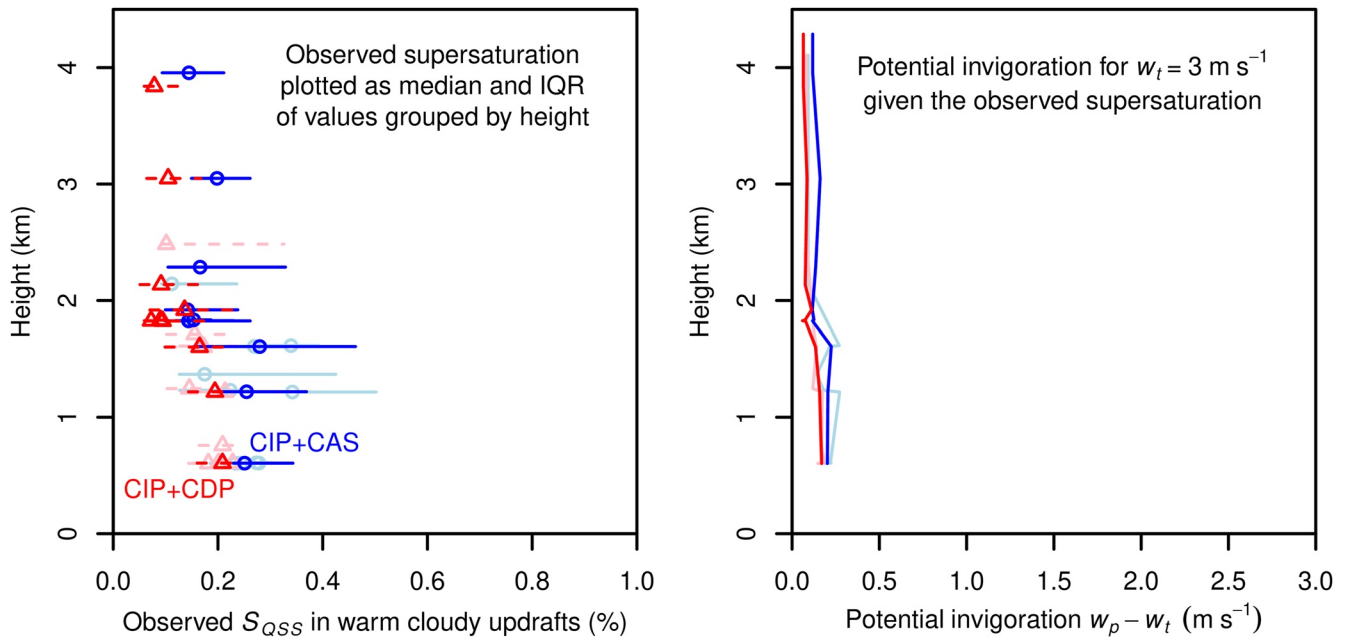 Observed supersaturation
plotted as median and IQR
of values grouped by height
CIP+CAS
CIP+CDP
Height (km)
0
1
2
3
4
0.0 0.2 0.4 0.6 0.8 1.0
Observed S_QSS in warm cloudy updrafts (%)
Potential invigoration for w_t = 3 m s⁻¹
given the observed supersaturation
Height (km)
0
1
2
3
4
0.0 0.5 1.0 1.5 2.0 2.5 3.0
Potential invigoration w_p − w_t (m s⁻¹)